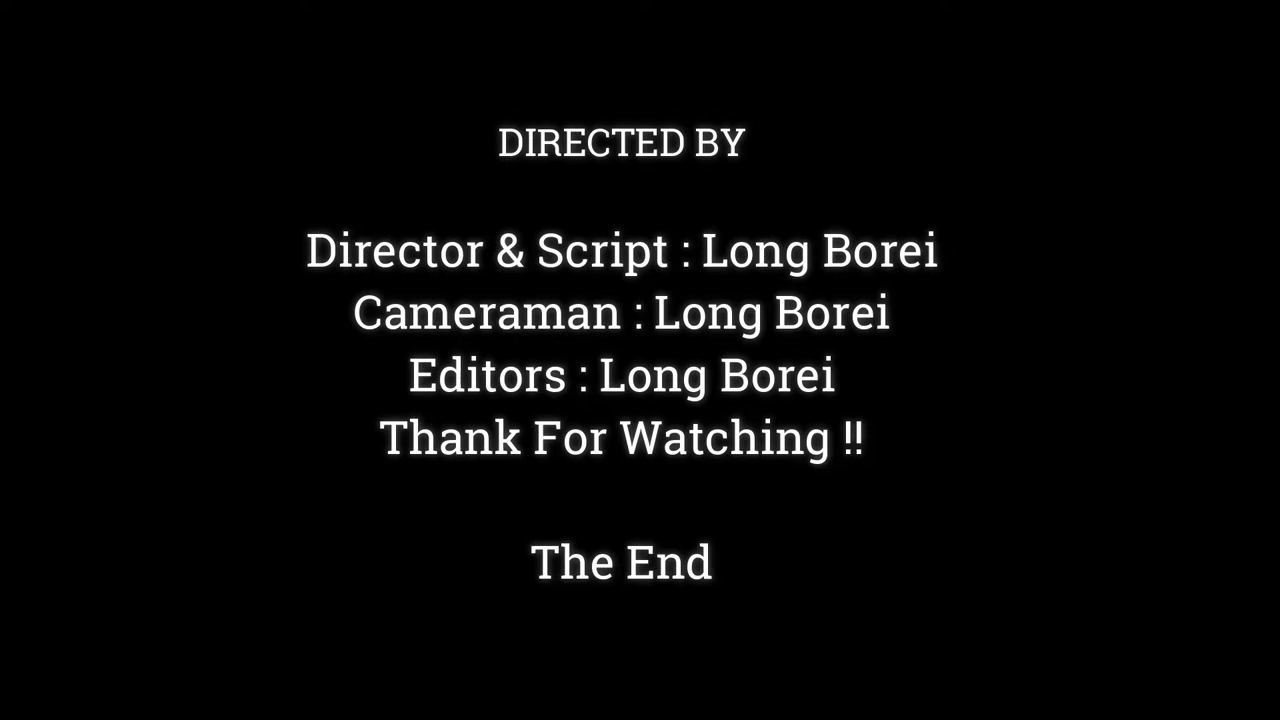 DIRECTED BY
Director & Script : Long Borei
Cameraman : Long Borei
Editors : Long Borei
Thank For Watching !!
The End